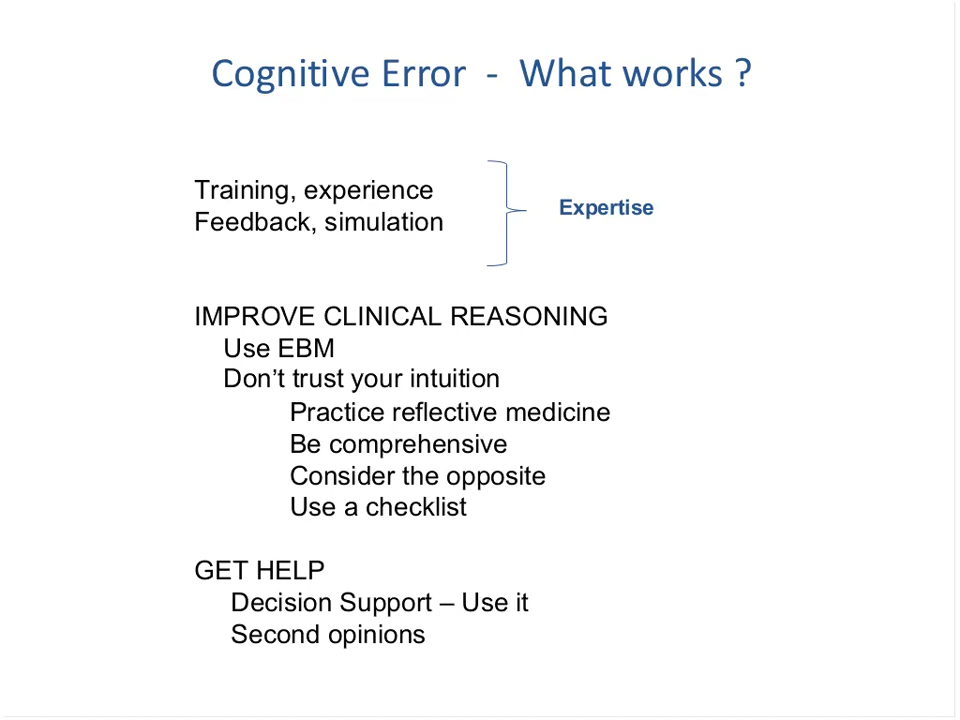 Cognitive Error - What works ?
Training, experience
Feedback, simulation
Expertise
IMPROVE CLINICAL REASONING
Use EBM
Don’t trust your intuition
Practice reflective medicine
Be comprehensive
Consider the opposite
Use a checklist
GET HELP
Decision Support – Use it
Second opinions